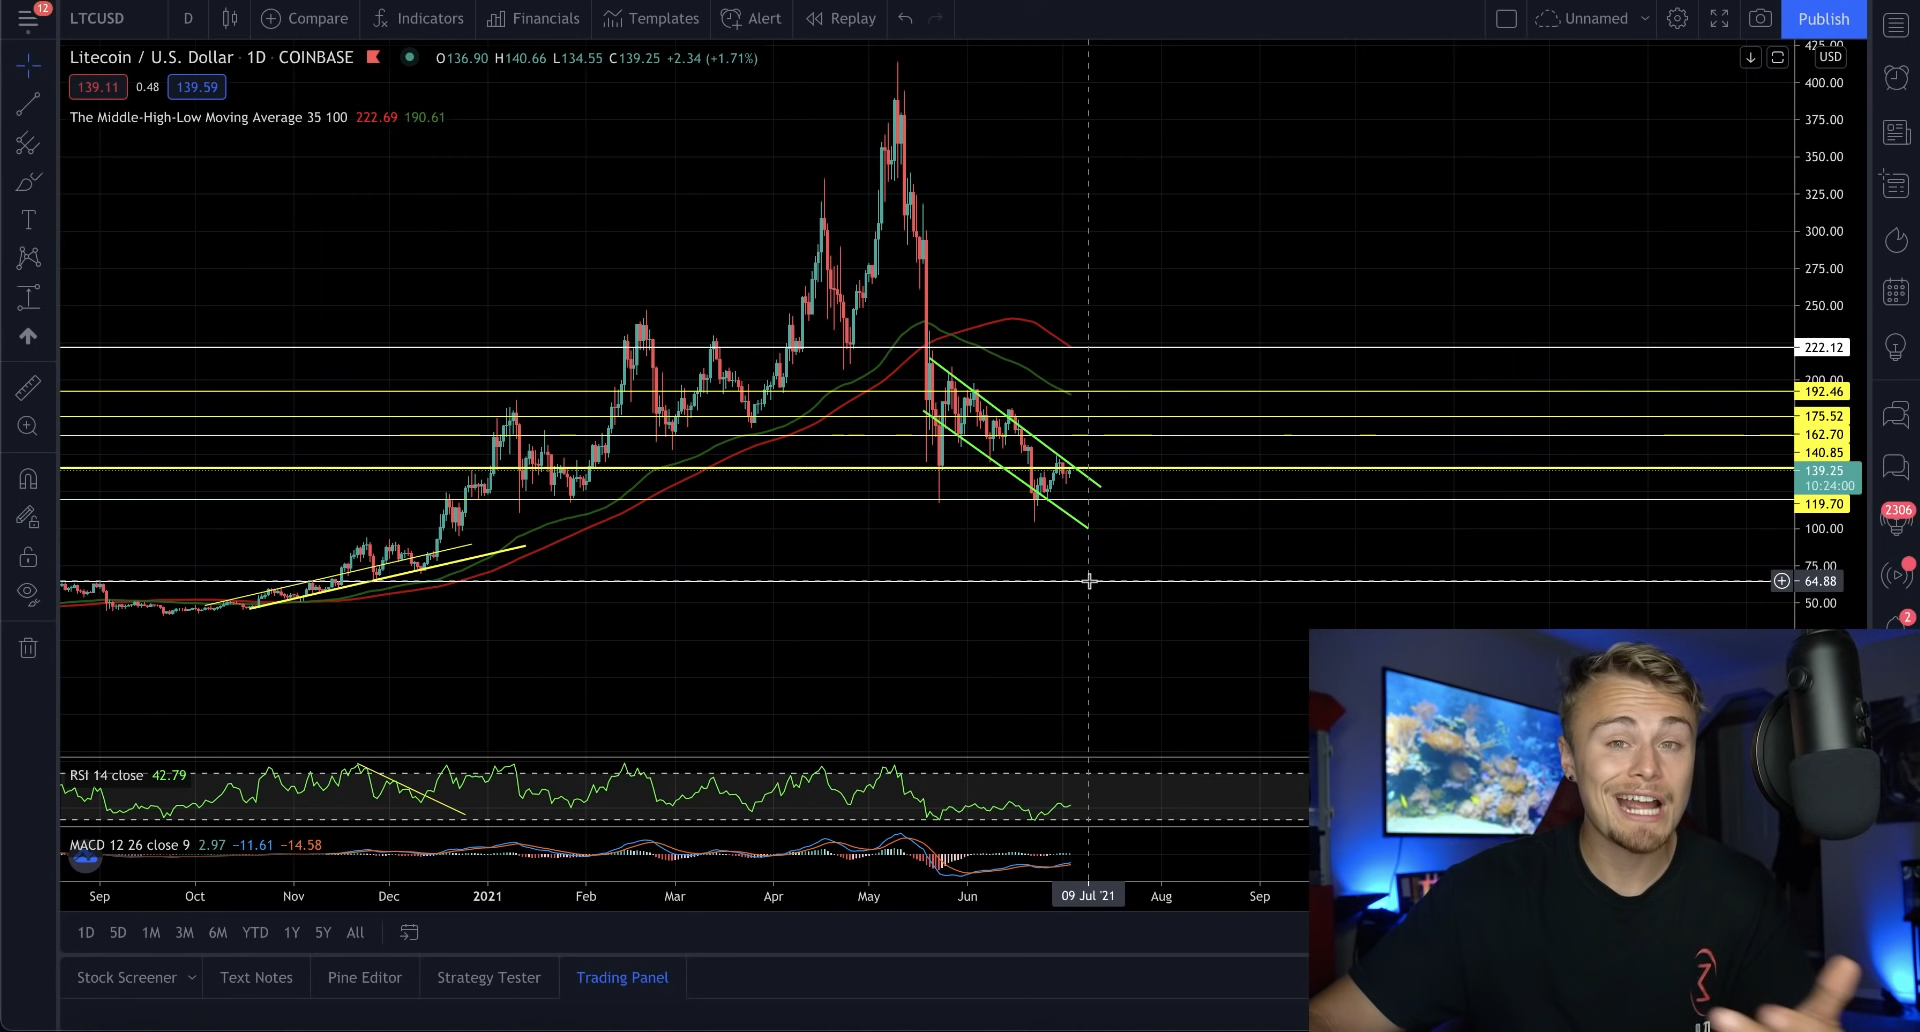 12
LTCUSD D Compare Indicators Financials Templates Alert Replay Unnamed Publish
Litecoin / U.S. Dollar · 1D · COINBASE O136.90 H140.66 L134.55 C139.25 +2.34 (+1.71%)
139.11 0.48 139.59
The Middle-High-Low Moving Average 35 100 222.69 190.61
425.00
USD
400.00
375.00
350.00
325.00
300.00
275.00
250.00
222.12
200.00
192.46
175.52
162.70
140.85
139.25
10:24:00
119.70
100.00
75.00
64.88
50.00
2306
2
RSI 14 close 42.79
MACD 12 26 close 9 2.97 −11.61 −14.58
Sep Oct Nov Dec 2021 Feb Mar Apr May Jun 09 Jul '21 Aug Sep
1D 5D 1M 3M 6M YTD 1Y 5Y All
Stock Screener Text Notes Pine Editor Strategy Tester Trading Panel